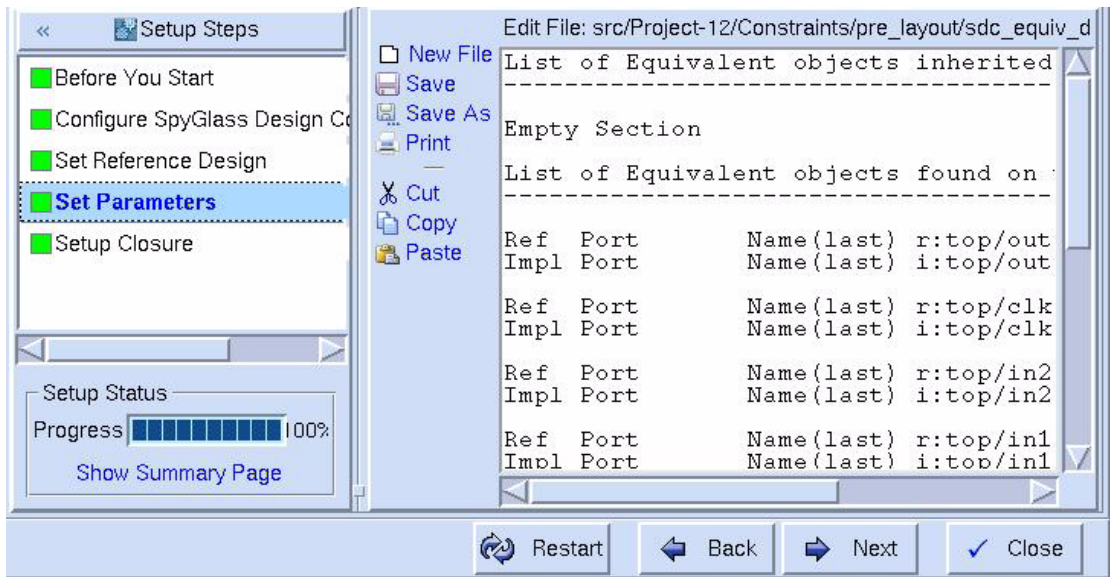 « Setup Steps
Before You Start
Configure SpyGlass Design Co
Set Reference Design
Set Parameters
Setup Closure
Setup Status
Progress 100%
Show Summary Page
New File
Save
Save As
Print
Cut
Copy
Paste
Edit File: src/Project-12/Constraints/pre_layout/sdc_equiv_d
List of Equivalent objects inherited
---------------------------------------
Empty Section
List of Equivalent objects found on
---------------------------------------
Ref Port Name(last) r:top/out
Impl Port Name(last) i:top/out
Ref Port Name(last) r:top/clk
Impl Port Name(last) i:top/clk
Ref Port Name(last) r:top/in2
Impl Port Name(last) i:top/in2
Ref Port Name(last) r:top/in1
Impl Port Name(last) i:top/in1
Restart Back Next Close